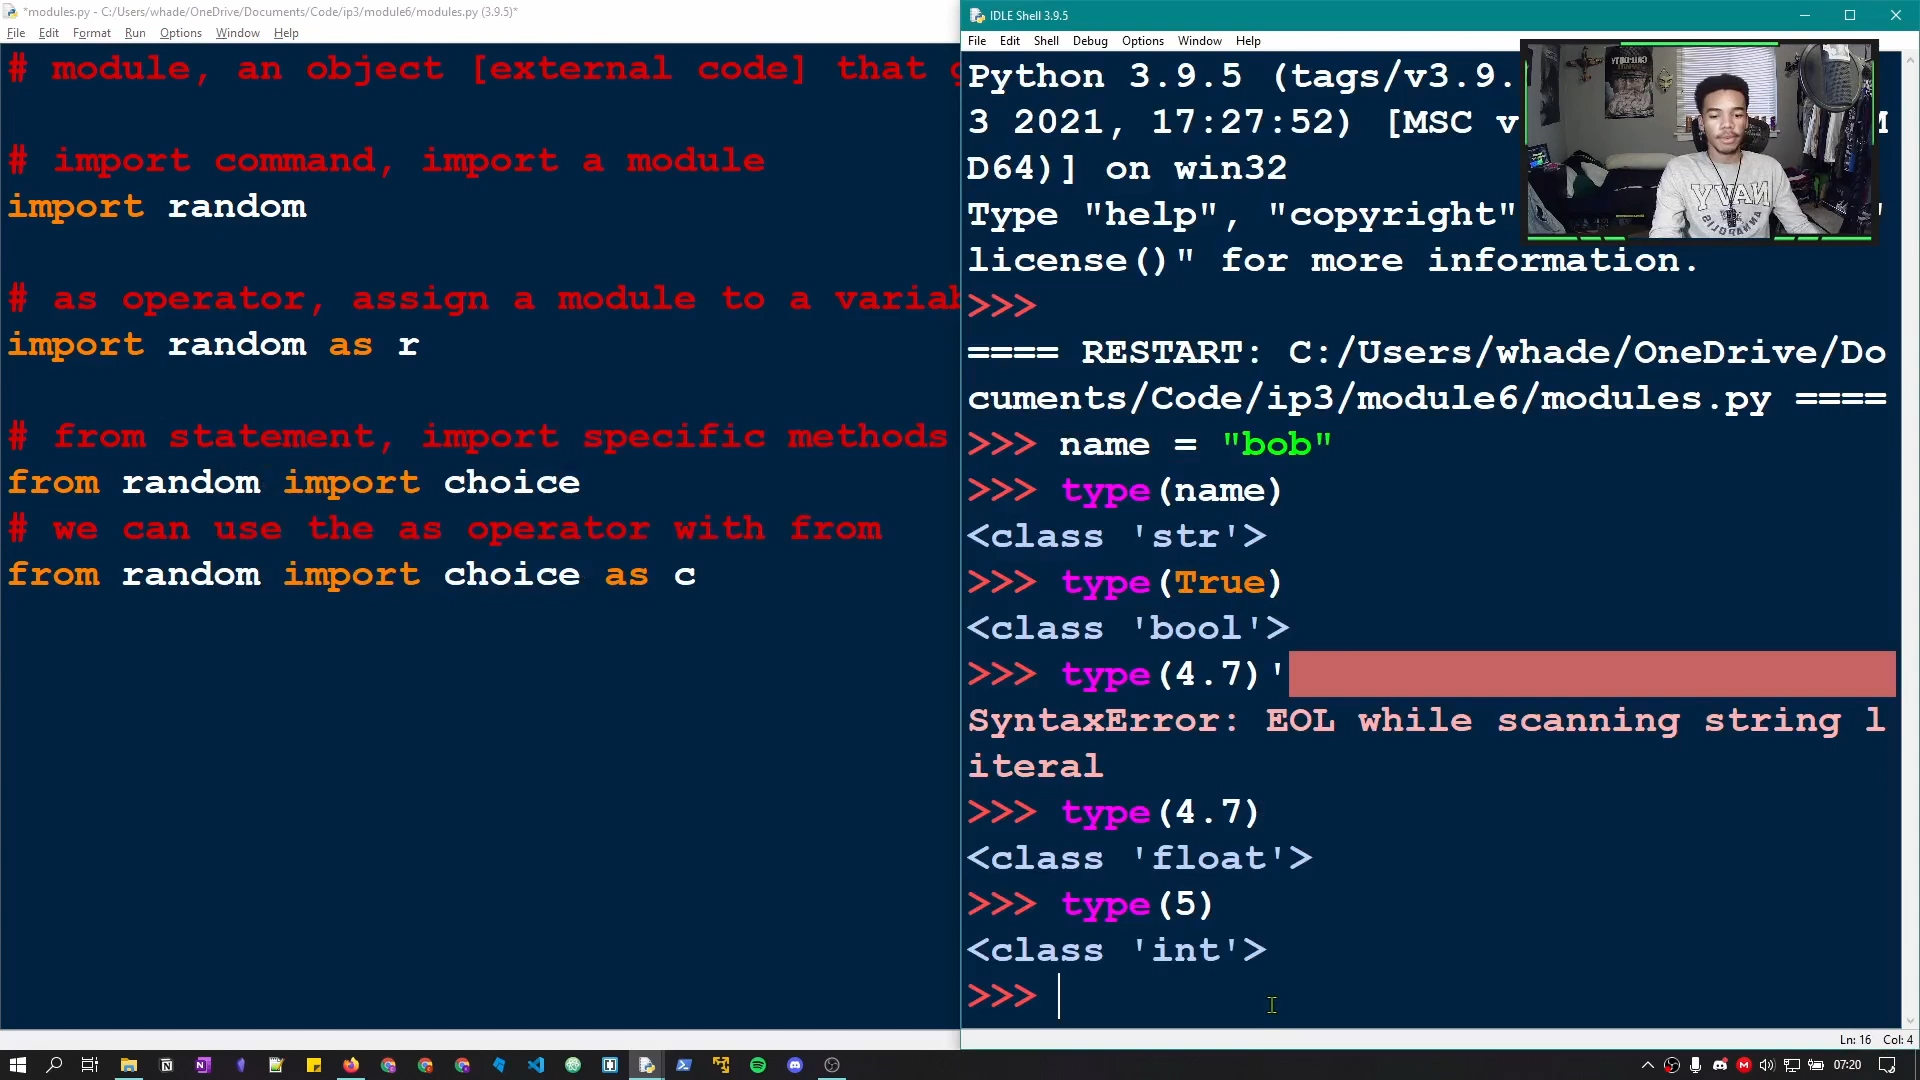 *modules.py - C:/Users/whade/OneDrive/Documents/Code/ip3/module6/modules.py (3.9.5)*
File Edit Format Run Options Window Help
# module, an object [external code] that
# import command, import a module
import random
# as operator, assign a module to a variab
import random as r
# from statement, import specific methods
from random import choice
# we can use the as operator with from
from random import choice as c
IDLE Shell 3.9.5
File Edit Shell Debug Options Window Help
Python 3.9.5 (tags/v3.9.
3 2021, 17:27:52) [MSC v
D64)] on win32
Type "help", "copyright"
license()" for more information.
>>>
==== RESTART: C:/Users/whade/OneDrive/Do
cuments/Code/ip3/module6/modules.py ====
>>> name = "bob"
>>> type(name)
<class 'str'>
>>> type(True)
<class 'bool'>
>>> type(4.7)'
SyntaxError: EOL while scanning string l
iteral
>>> type(4.7)
<class 'float'>
>>> type(5)
<class 'int'>
>>>
Ln: 16 Col: 4
07:20